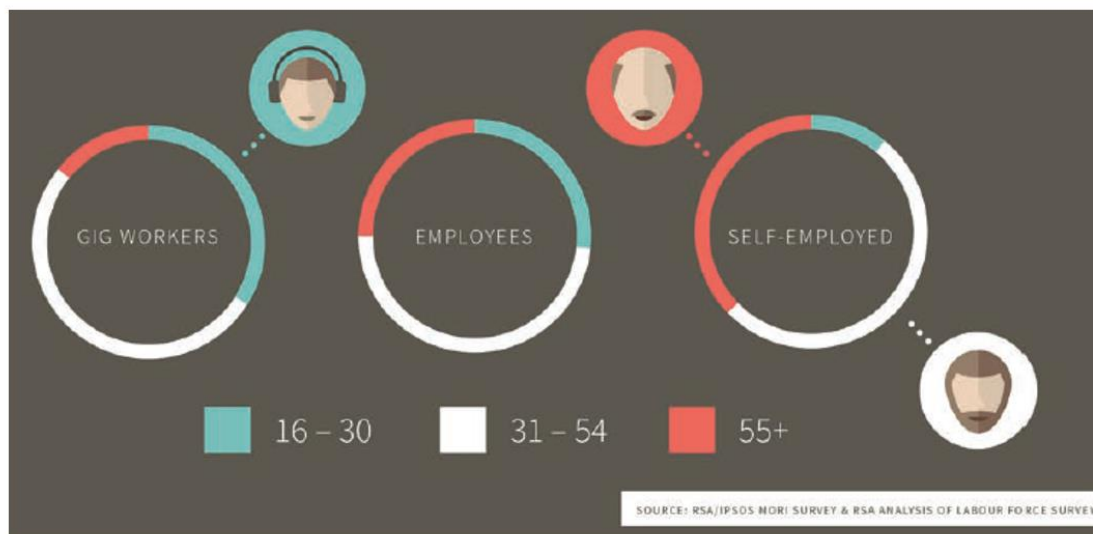 GIG WORKERS
EMPLOYEES
SELF-EMPLOYED
16 – 30
31 – 54
55+
SOURCE: RSA/IPSOS MORI SURVEY & RSA ANALYSIS OF LABOUR FORCE SURVEY